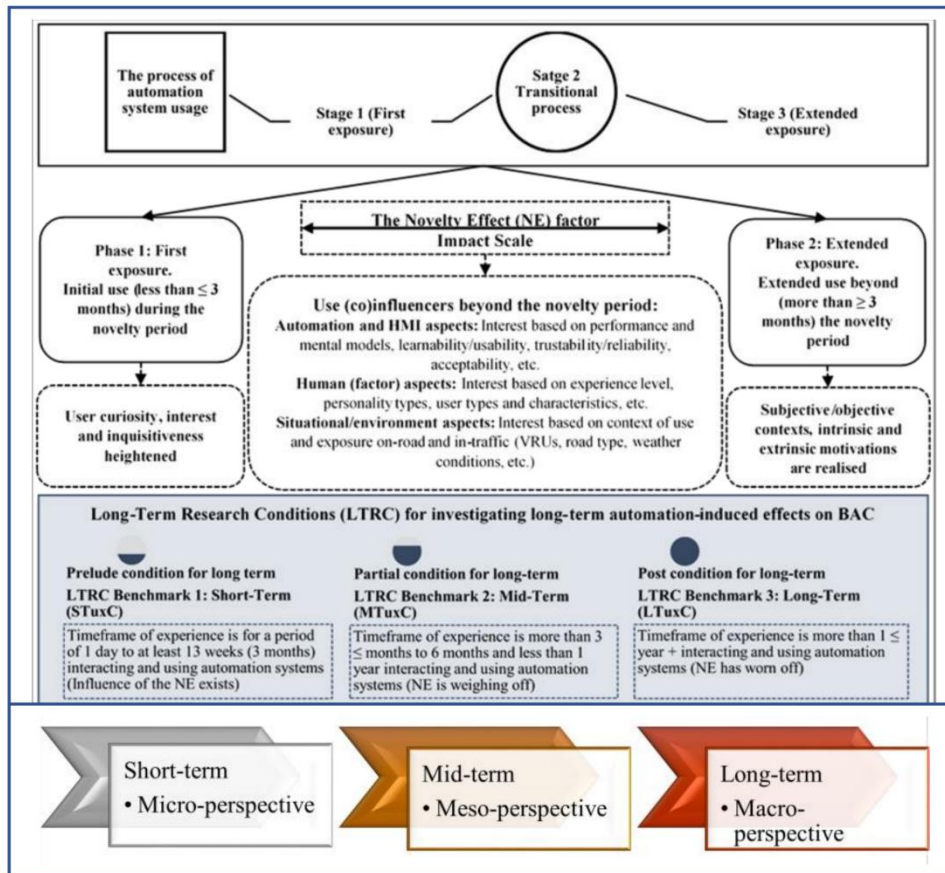 The process of
automation
system usage
Stage 1 (First
exposure)
Satge 2
Transitional
process
Stage 3 (Extended
exposure)
Phase 1: First
exposure.
Initial use (less than ≤ 3
months) during the
novelty period
The Novelty Effect (NE) factor
Impact Scale
Phase 2: Extended
exposure.
Extended use beyond
(more than ≥ 3
months) the novelty
period
Use (co)influencers beyond the novelty period:
Automation and HMI aspects: Interest based on performance and
mental models, learnability/usability, trustability/reliability,
acceptability, etc.
Human (factor) aspects: Interest based on experience level,
personality types, user types and characteristics, etc.
Situational/environment aspects: Interest based on context of use
and exposure on-road and in-traffic (VRUs, road type, weather
conditions, etc.)
User curiosity, interest
and inquisitiveness
heightened
Subjective/objective
contexts, intrinsic and
extrinsic motivations
are realised
Long-Term Research Conditions (LTRC) for investigating long-term automation-induced effects on BAC
Prelude condition for long term
LTRC Benchmark 1: Short-Term
(STuxC)
Timeframe of experience is for a period
of 1 day to at least 13 weeks (3 months)
interacting and using automation systems
(Influence of the NE exists)
Partial condition for long-term
LTRC Benchmark 2: Mid-Term
(MTuxC)
Timeframe of experience is more than 3
≤ months to 6 months and less than 1
year interacting and using automation
systems (NE is weighing off)
Post condition for long-term
LTRC Benchmark 3: Long-Term
(LTuxC)
Timeframe of experience is more than 1 ≤
year + interacting and using automation
systems (NE has worn off)
Short-term
• Micro-perspective
Mid-term
• Meso-perspective
Long-term
• Macro-
perspective